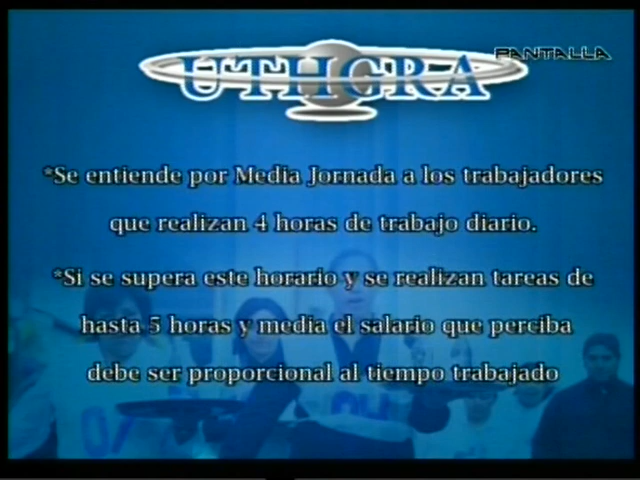 UTHGRA
PANTALLA
*Se entiende por Media Jornada a los trabajadores
que realizan 4 horas de trabajo diario.
*Si se supera este horario y se realizan tareas de
hasta 5 horas y media el salario que perciba
debe ser proporcional al tiempo trabajado